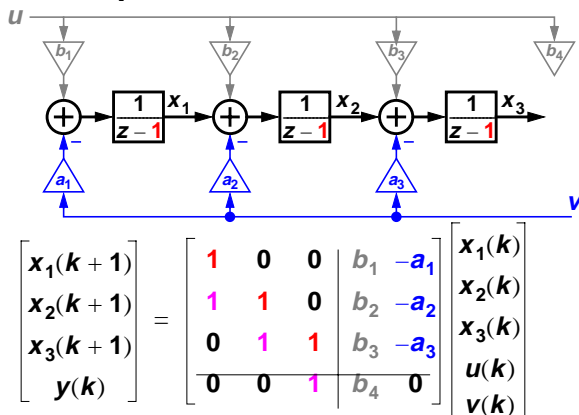 u
b1 b2 b3 b4
+ 1/(z – 1) x1 + 1/(z – 1) x2 + 1/(z – 1) x3
– – –
a1 a2 a3
v
[x1(k + 1)] = [1 0 0 | b1 –a1] [x1(k)]
[x2(k + 1)] [1 1 0 | b2 –a2] [x2(k)]
[x3(k + 1)] [0 1 1 | b3 –a3] [x3(k)]
[y(k)] [0 0 1 | b4 0] [u(k)]
[v(k)]